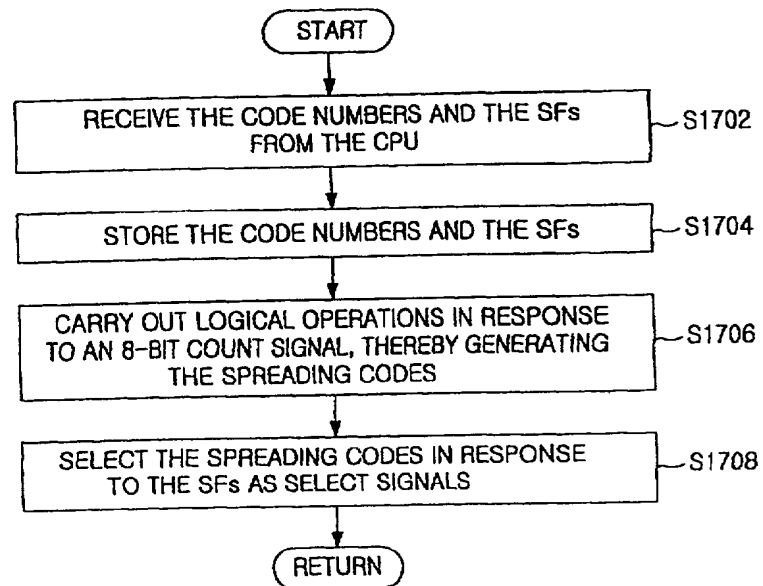 START
RECEIVE THE CODE NUMBERS AND THE SFs
FROM THE CPU
S1702
STORE THE CODE NUMBERS AND THE SFs
S1704
CARRY OUT LOGICAL OPERATIONS IN RESPONSE
TO AN 8-BIT COUNT SIGNAL, THEREBY GENERATING
THE SPREADING CODES
S1706
SELECT THE SPREADING CODES IN RESPONSE
TO THE SFs AS SELECT SIGNALS
S1708
RETURN